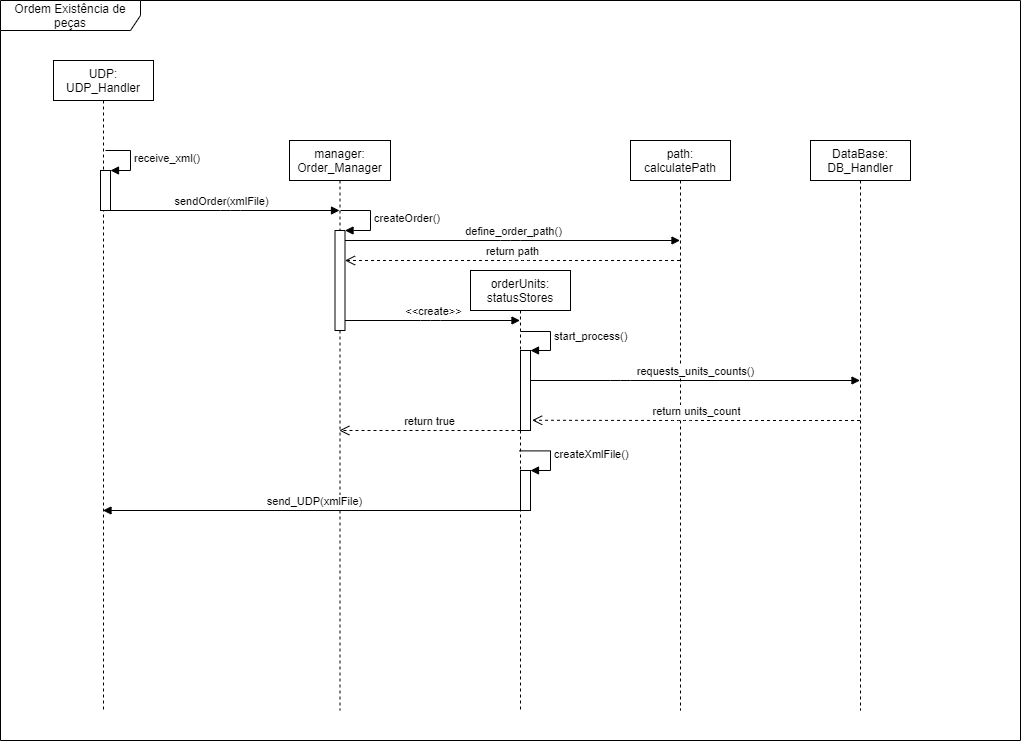 Ordem Existência de
peças
UDP:
UDP_Handler
receive_xml()
manager:
Order_Manager
path:
calculatePath
DataBase:
DB_Handler
sendOrder(xmlFile)
createOrder()
define_order_path()
return path
orderUnits:
statusStores
<<create>>
start_process()
requests_units_counts()
return units_count
return true
createXmlFile()
send_UDP(xmlFile)